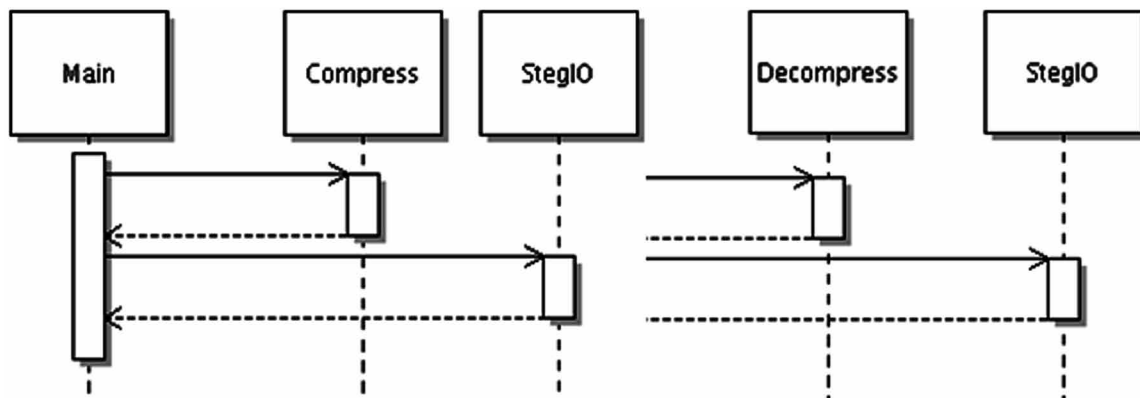 Main
Compress
StegIO
Decompress
StegIO